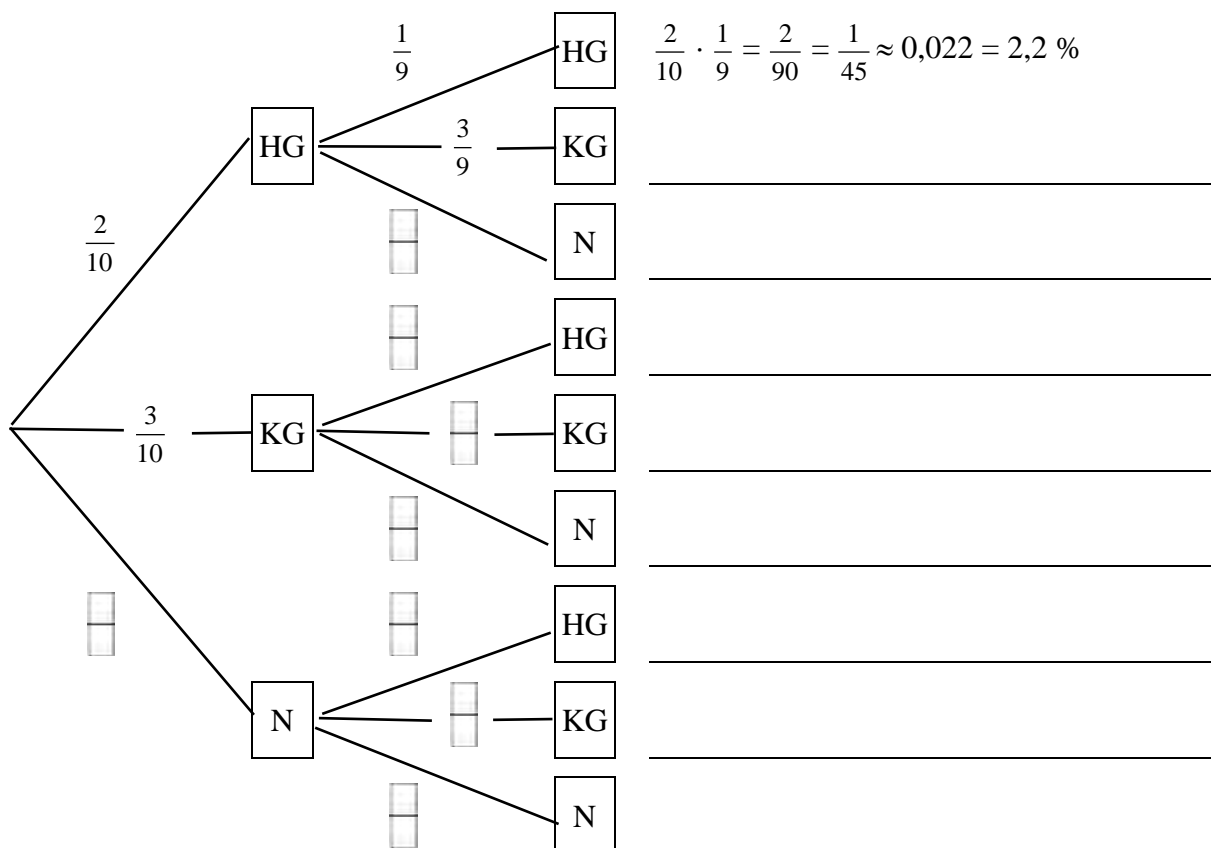 1/9 HG 2/10 · 1/9 = 2/90 = 1/45 ≈ 0,022 = 2,2 %
HG 3/9 KG
2/10 N
HG
3/10 KG KG
N
HG
N KG
N